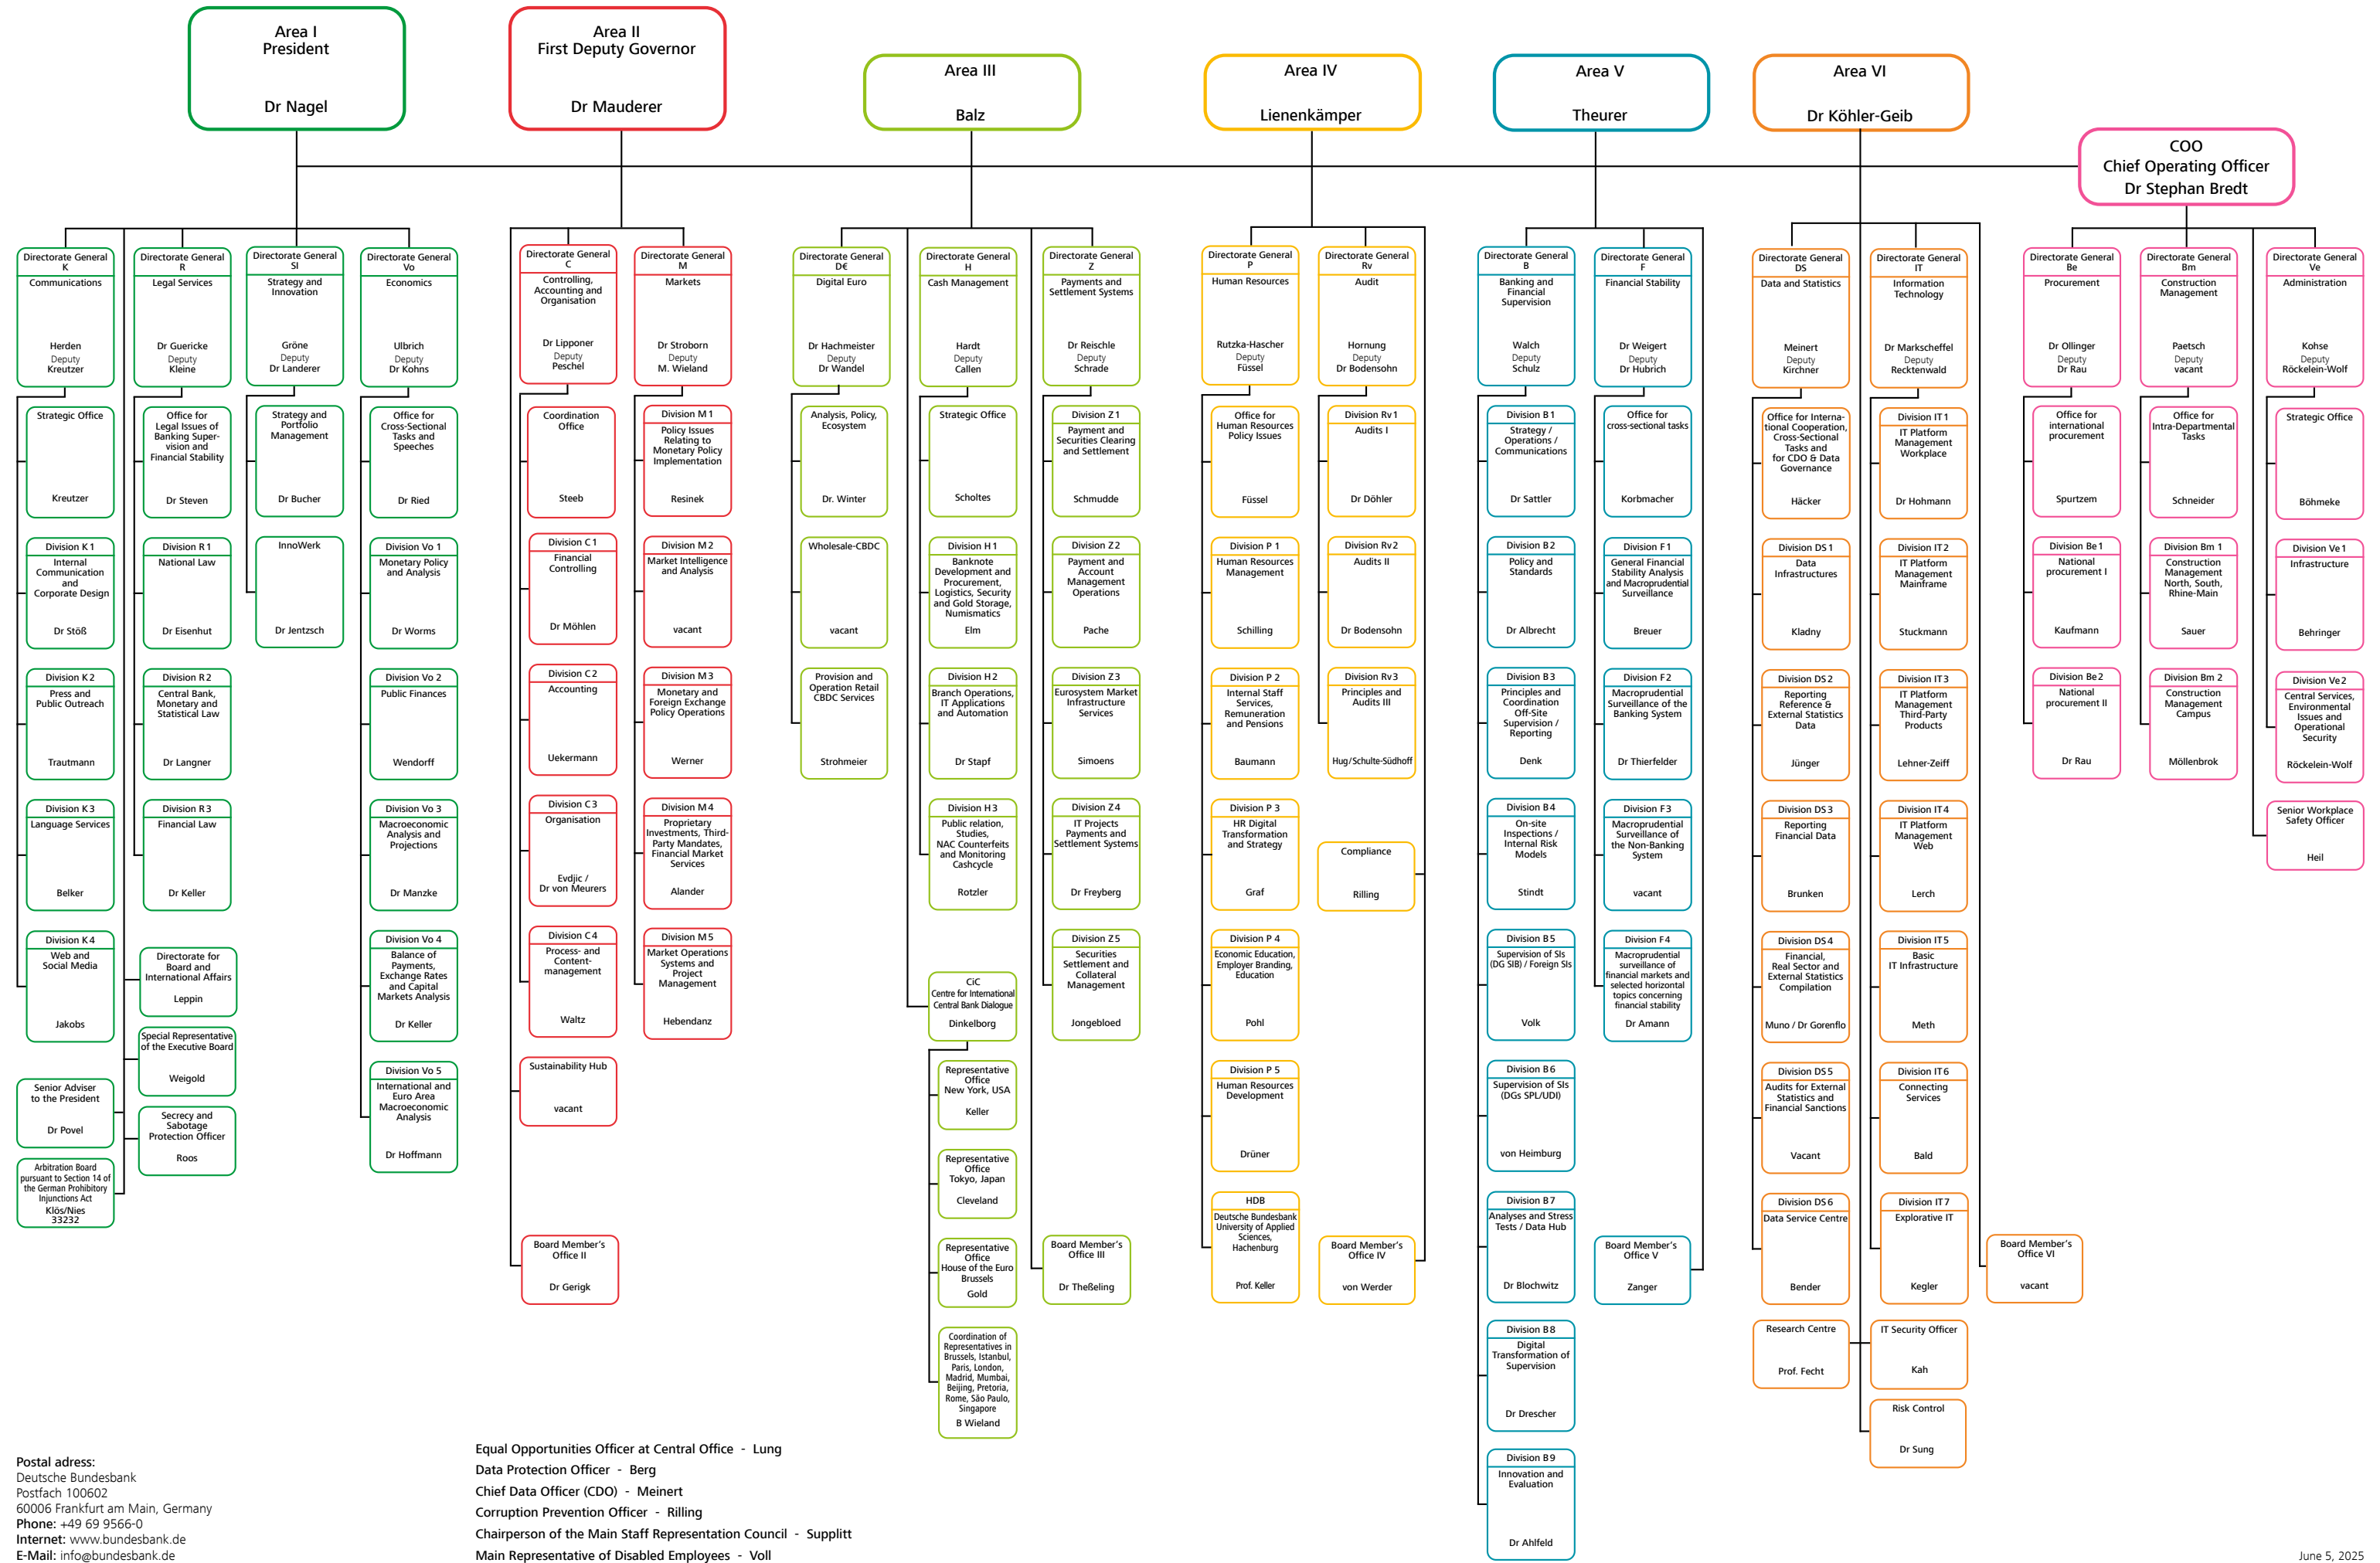 Area I
President
Dr Nagel
Area II
First Deputy Governor
Dr Mauderer
Area III
Balz
Area IV
Lienenkämper
Area V
Theurer
Area VI
Dr Köhler-Geib
COO
Chief Operating Officer
Dr Stephan Bredt
Directorate General
K
Communications
Herden
Deputy
Kreutzer
Strategic Office
Kreutzer
Division K 1
Internal
Communication
and
Corporate Design
Dr Stöß
Division K 2
Press and
Public Outreach
Trautmann
Division K 3
Language Services
Belker
Division K 4
Web and
Social Media
Jakobs
Senior Adviser
to the President
Dr Povel
Arbitration Board
pursuant to Section 14 of
the German Prohibitory
Injunctions Act
Klös/Nies
33232
Directorate General
R
Legal Services
Dr Guericke
Deputy
Kleine
Office for
Legal Issues of
Banking Super-
vision and
Financial Stability
Dr Steven
Division R 1
National Law
Dr Eisenhut
Division R 2
Central Bank,
Monetary and
Statistical Law
Dr Langner
Division R 3
Financial Law
Dr Keller
Directorate for
Board and
International Affairs
Leppin
Special Representative
of the Executive Board
Weigold
Secrecy and
Sabotage
Protection Officer
Roos
Directorate General
SI
Strategy and
Innovation
Gröne
Deputy
Dr Landerer
Strategy and
Portfolio
Management
Dr Bucher
InnoWerk
Dr Jentzsch
Directorate General
Vo
Economics
Ulbrich
Deputy
Dr Kohns
Office for
Cross-Sectional
Tasks and
Speeches
Dr Ried
Division Vo 1
Monetary Policy
and Analysis
Dr Worms
Division Vo 2
Public Finances
Wendorff
Division Vo 3
Macroeconomic
Analysis and
Projections
Dr Manzke
Division Vo 4
Balance of
Payments,
Exchange Rates
and Capital
Markets Analysis
Dr Keller
Division Vo 5
International and
Euro Area
Macroeconomic
Analysis
Dr Hoffmann
Directorate General
C
Controlling,
Accounting and
Organisation
Dr Lipponer
Deputy
Peschel
Coordination
Office
Steeb
Division C 1
Financial
Controlling
Dr Möhlen
Division C 2
Accounting
Uekermann
Division C 3
Organisation
Evdjic /
Dr von Meurers
Division C 4
Process- and
Content-
management
Waltz
Sustainability Hub
vacant
Board Member's
Office II
Dr Gerigk
Directorate General
M
Markets
Dr Stroborn
Deputy
M. Wieland
Division M 1
Policy Issues
Relating to
Monetary Policy
Implementation
Resinek
Division M 2
Market Intelligence
and Analysis
vacant
Division M 3
Monetary and
Foreign Exchange
Policy Operations
Werner
Division M 4
Proprietary
Investments, Third-
Party Mandates,
Financial Market
Services
Alander
Division M 5
Market Operations
Systems and
Project
Management
Hebendanz
Directorate General
D€
Digital Euro
Dr Hachmeister
Deputy
Dr Wandel
Analysis, Policy,
Ecosystem
Dr. Winter
Wholesale-CBDC
vacant
Provision and
Operation Retail
CBDC Services
Strohmeier
Directorate General
H
Cash Management
Hardt
Deputy
Callen
Strategic Office
Scholtes
Division H 1
Banknote
Development and
Procurement,
Logistics, Security
and Gold Storage,
Numismatics
Elm
Division H 2
Branch Operations,
IT Applications
and Automation
Dr Stapf
Division H 3
Public relation,
Studies,
NAC Counterfeits
and Monitoring
Cashcycle
Rotzler
CiC
Centre for International
Central Bank Dialogue
Dinkelborg
Representative
Office
New York, USA
Keller
Representative
Office
Tokyo, Japan
Cleveland
Representative
Office
House of the Euro
Brussels
Gold
Coordination of
Representatives in
Brussels, Istanbul,
Paris, London,
Madrid, Mumbai,
Beijing, Pretoria,
Rome, São Paulo,
Singapore
B Wieland
Directorate General
Z
Payments and
Settlement Systems
Dr Reischle
Deputy
Schrade
Division Z 1
Payment and
Securities Clearing
and Settlement
Schmudde
Division Z 2
Payment and
Account
Management
Operations
Pache
Division Z 3
Eurosystem Market
Infrastructure
Services
Simoens
Division Z 4
IT Projects
Payments and
Settlement Systems
Dr Freyberg
Division Z 5
Securities
Settlement and
Collateral
Management
Jongebloed
Board Member's
Office III
Dr Theßeling
Directorate General
P
Human Resources
Rutzka-Hascher
Deputy
Füssel
Office for
Human Resources
Policy Issues
Füssel
Division P 1
Human Resources
Management
Schilling
Division P 2
Internal Staff
Services,
Remuneration
and Pensions
Baumann
Division P 3
HR Digital
Transformation
and Strategy
Graf
Division P 4
Economic Education,
Employer Branding,
Education
Pohl
Division P 5
Human Resources
Development
Drüner
HDB
Deutsche Bundesbank
University of Applied
Sciences,
Hachenburg
Prof. Keller
Directorate General
Rv
Audit
Hornung
Deputy
Dr Bodensohn
Division Rv 1
Audits I
Dr Döhler
Division Rv 2
Audits II
Dr Bodensohn
Division Rv 3
Principles and
Audits III
Hug/Schulte-Südhoff
Compliance
Rilling
Board Member's
Office IV
von Werder
Directorate General
B
Banking and
Financial
Supervision
Walch
Deputy
Schulz
Division B 1
Strategy /
Operations /
Communications
Dr Sattler
Division B 2
Policy and
Standards
Dr Albrecht
Division B 3
Principles and
Coordination
Off-Site
Supervision /
Reporting
Denk
Division B 4
On-site
Inspections /
Internal Risk
Models
Stindt
Division B 5
Supervision of SIs
(DG SIB) / Foreign SIs
Volk
Division B 6
Supervision of SIs
(DGs SPL/UDI)
von Heimburg
Division B 7
Analyses and Stress
Tests / Data Hub
Dr Blochwitz
Division B 8
Digital
Transformation of
Supervision
Dr Drescher
Division B 9
Innovation and
Evaluation
Dr Ahlfeld
Directorate General
F
Financial Stability
Dr Weigert
Deputy
Dr Hubrich
Office for
cross-sectional tasks
Korbmacher
Division F 1
General Financial
Stability Analysis
and Macroprudential
Surveillance
Breuer
Division F 2
Macroprudential
Surveillance of the
Banking System
Dr Thierfelder
Division F 3
Macroprudential
Surveillance of
the Non-Banking
System
vacant
Division F 4
Macroprudential
surveillance of
financial markets and
selected horizontal
topics concerning
financial stability
Dr Amann
Board Member's
Office V
Zanger
Directorate General
DS
Data and Statistics
Meinert
Deputy
Kirchner
Office for Interna-
tional Cooperation,
Cross-Sectional
Tasks and
for CDO & Data
Governance
Häcker
Division DS 1
Data
Infrastructures
Kladny
Division DS 2
Reporting
Reference &
External Statistics
Data
Jünger
Division DS 3
Reporting
Financial Data
Brunken
Division DS 4
Financial,
Real Sector and
External Statistics
Compilation
Muno / Dr Gorenflo
Division DS 5
Audits for External
Statistics and
Financial Sanctions
Vacant
Division DS 6
Data Service Centre
Bender
Research Centre
Prof. Fecht
Directorate General
IT
Information
Technology
Dr Markscheffel
Deputy
Recktenwald
Division IT 1
IT Platform
Management
Workplace
Dr Hohmann
Division IT 2
IT Platform
Management
Mainframe
Stuckmann
Division IT 3
IT Platform
Management
Third-Party
Products
Lehner-Zeiff
Division IT 4
IT Platform
Management
Web
Lerch
Division IT 5
Basic
IT Infrastructure
Meth
Division IT 6
Connecting
Services
Bald
Division IT 7
Explorative IT
Kegler
IT Security Officer
Kah
Risk Control
Dr Sung
Board Member's
Office VI
vacant
Directorate General
Be
Procurement
Dr Ollinger
Deputy
Dr Rau
Office for
international
procurement
Spurtzem
Division Be 1
National
procurement I
Kaufmann
Division Be 2
National
procurement II
Dr Rau
Directorate General
Bm
Construction
Management
Paetsch
Deputy
vacant
Office for
Intra-Departmental
Tasks
Schneider
Division Bm 1
Construction
Management
North, South,
Rhine-Main
Sauer
Division Bm 2
Construction
Management
Campus
Möllenbrok
Directorate General
Ve
Administration
Kohse
Deputy
Röckelein-Wolf
Strategic Office
Böhmeke
Division Ve 1
Infrastructure
Behringer
Division Ve 2
Central Services,
Environmental
Issues and
Operational
Security
Röckelein-Wolf
Senior Workplace
Safety Officer
Heil
Postal adress:
Deutsche Bundesbank
Postfach 100602
60006 Frankfurt am Main, Germany
Phone: +49 69 9566-0
Internet: www.bundesbank.de
E-Mail: info@bundesbank.de
Equal Opportunities Officer at Central Office - Lung
Data Protection Officer - Berg
Chief Data Officer (CDO) - Meinert
Corruption Prevention Officer - Rilling
Chairperson of the Main Staff Representation Council - Supplitt
Main Representative of Disabled Employees - Voll
June 5, 2025